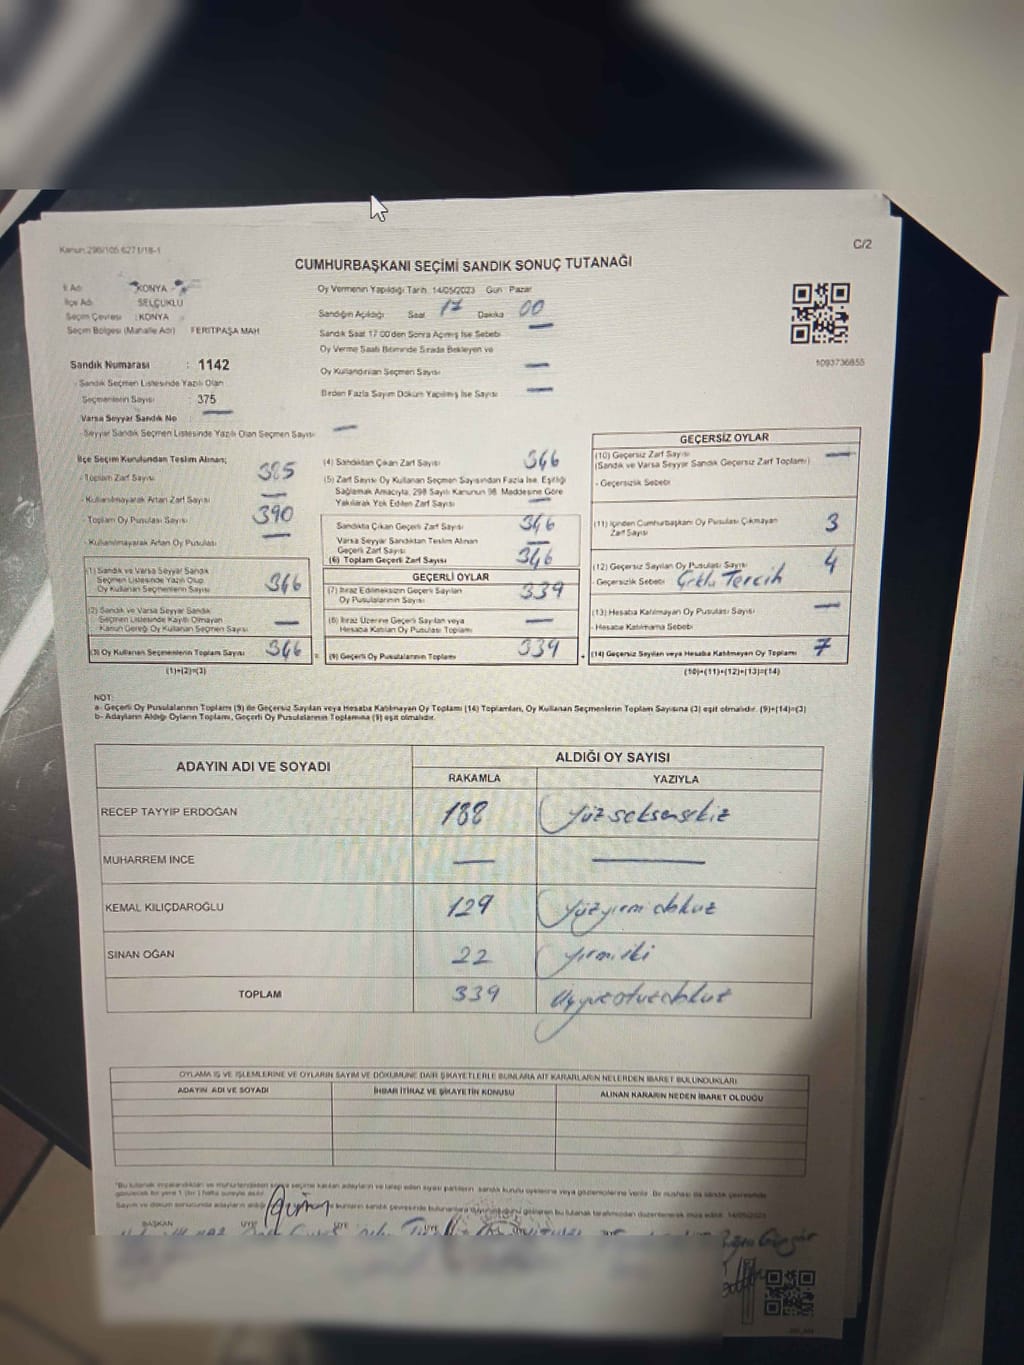 Kanun:298/105 6271/18-1
C/2
CUMHURBAŞKANI SEÇİMİ SANDIK SONUÇ TUTANAĞI
İl Adı : KONYA
İlçe Adı : SELÇUKLU
Seçim Çevresi : KONYA
Seçim Bölgesi (Mahalle Adı) FERİTPAŞA MAH
Oy Vermenin Yapıldığı Tarih: 14/05/2023 Gün: Pazar
Sandığın Açıldığı Saat 17 Dakika 00
Sandık Saat 17:00'den Sonra Açılmış İse Sebebi —
Oy Verme Saati Bitiminde Sırada Bekleyen ve
Oy Kullandırılan Seçmen Sayısı —
Birden Fazla Sayım Döküm Yapılmış İse Sayısı —
1093736855
Sandık Numarası : 1142
- Sandık Seçmen Listesinde Yazılı Olan
Seçmenlerin Sayısı : 375
Varsa Seyyar Sandık No : —
- Seyyar Sandık Seçmen Listesinde Yazılı Olan Seçmen Sayısı: —
İlçe Seçim Kurulundan Teslim Alınan;
- Toplam Zarf Sayısı 385
- Kullanılmayarak Artan Zarf Sayısı —
- Toplam Oy Pusulası Sayısı 390
- Kullanılmayarak Artan Oy Pusulası —
(1) Sandık ve Varsa Seyyar Sandık
Seçmen Listesinde Yazılı Olup
Oy Kullanan Seçmenlerin Sayısı 346
(2) Sandık ve Varsa Seyyar Sandık
Seçmen Listesinde Kayıtlı Olmayan
Kanun Gereği Oy Kullanan Seçmen Sayısı —
(3) Oy Kullanan Seçmenlerin Toplam Sayısı 346
(1)+(2)=(3)
(4) Sandıktan Çıkan Zarf Sayısı 346
(5) Zarf Sayısı Oy Kullanan Seçmen Sayısından Fazla İse, Eşitliği
Sağlamak Amacıyla, 298 Sayılı Kanunun 98. Maddesine Göre
Yakılarak Yok Edilen Zarf Sayısı —
Sandıkta Çıkan Geçerli Zarf Sayısı 346
Varsa Seyyar Sandıktan Teslim Alınan
Geçerli Zarf Sayısı —
(6) Toplam Geçerli Zarf Sayısı 346
GEÇERLİ OYLAR
(7) İtiraz Edilmeksizin Geçerli Sayılan
Oy Pusulalarının Sayısı 339
(8) İtiraz Üzerine Geçerli Sayılan veya
Hesaba Katılan Oy Pusulası Toplamı —
(9) Geçerli Oy Pusulalarının Toplamı 339
GEÇERSİZ OYLAR
(10) Geçersiz Zarf Sayısı —
(Sandık ve Varsa Seyyar Sandık Geçersiz Zarf Toplamı)
- Geçersizlik Sebebi
(11) İçinden Cumhurbaşkanı Oy Pusulası Çıkmayan
Zarf Sayısı 3
(12) Geçersiz Sayılan Oy Pusulası Sayısı 4
- Geçersizlik Sebebi Çoklu Tercih
(13) Hesaba Katılmayan Oy Pusulası Sayısı —
- Hesaba Katılmama Sebebi
(14) Geçersiz Sayılan veya Hesaba Katılmayan Oy Toplamı 7
(10)+(11)+(12)+(13)=(14)
NOT:
a- Geçerli Oy Pusulalarının Toplamı (9) ile Geçersiz Sayılan veya Hesaba Katılmayan Oy Toplamı (14) Toplamları, Oy Kullanan Seçmenlerin Toplam Sayısına (3) eşit olmalıdır. (9)+(14)=(3)
b- Adayların Aldığı Oyların Toplamı, Geçerli Oy Pusulalarının Toplamına (9) eşit olmalıdır.
ADAYIN ADI VE SOYADI ALDIĞI OY SAYISI
RAKAMLA YAZIYLA
RECEP TAYYIP ERDOĞAN 188 Yüzseksensekiz
MUHARREM İNCE — —
KEMAL KILIÇDAROĞLU 129 Yüzyirmidokuz
SİNAN OĞAN 22 Yirmiiki
TOPLAM 339 Üçyüzotuzdokuz
OYLAMA İŞ VE İŞLEMLERİNE VE OYLARIN SAYIM VE DÖKÜMÜNE DAİR ŞİKAYETLERLE BUNLARA AİT KARARLARIN NELERDEN İBARET BULUNDUKLARI
ADAYIN ADI VE SOYADI İHBAR İTİRAZ VE ŞİKAYETİN KONUSU ALINAN KARARIN NEDEN İBARET OLDUĞU
BAŞKAN ÜYE ÜYE ÜYE ÜYE